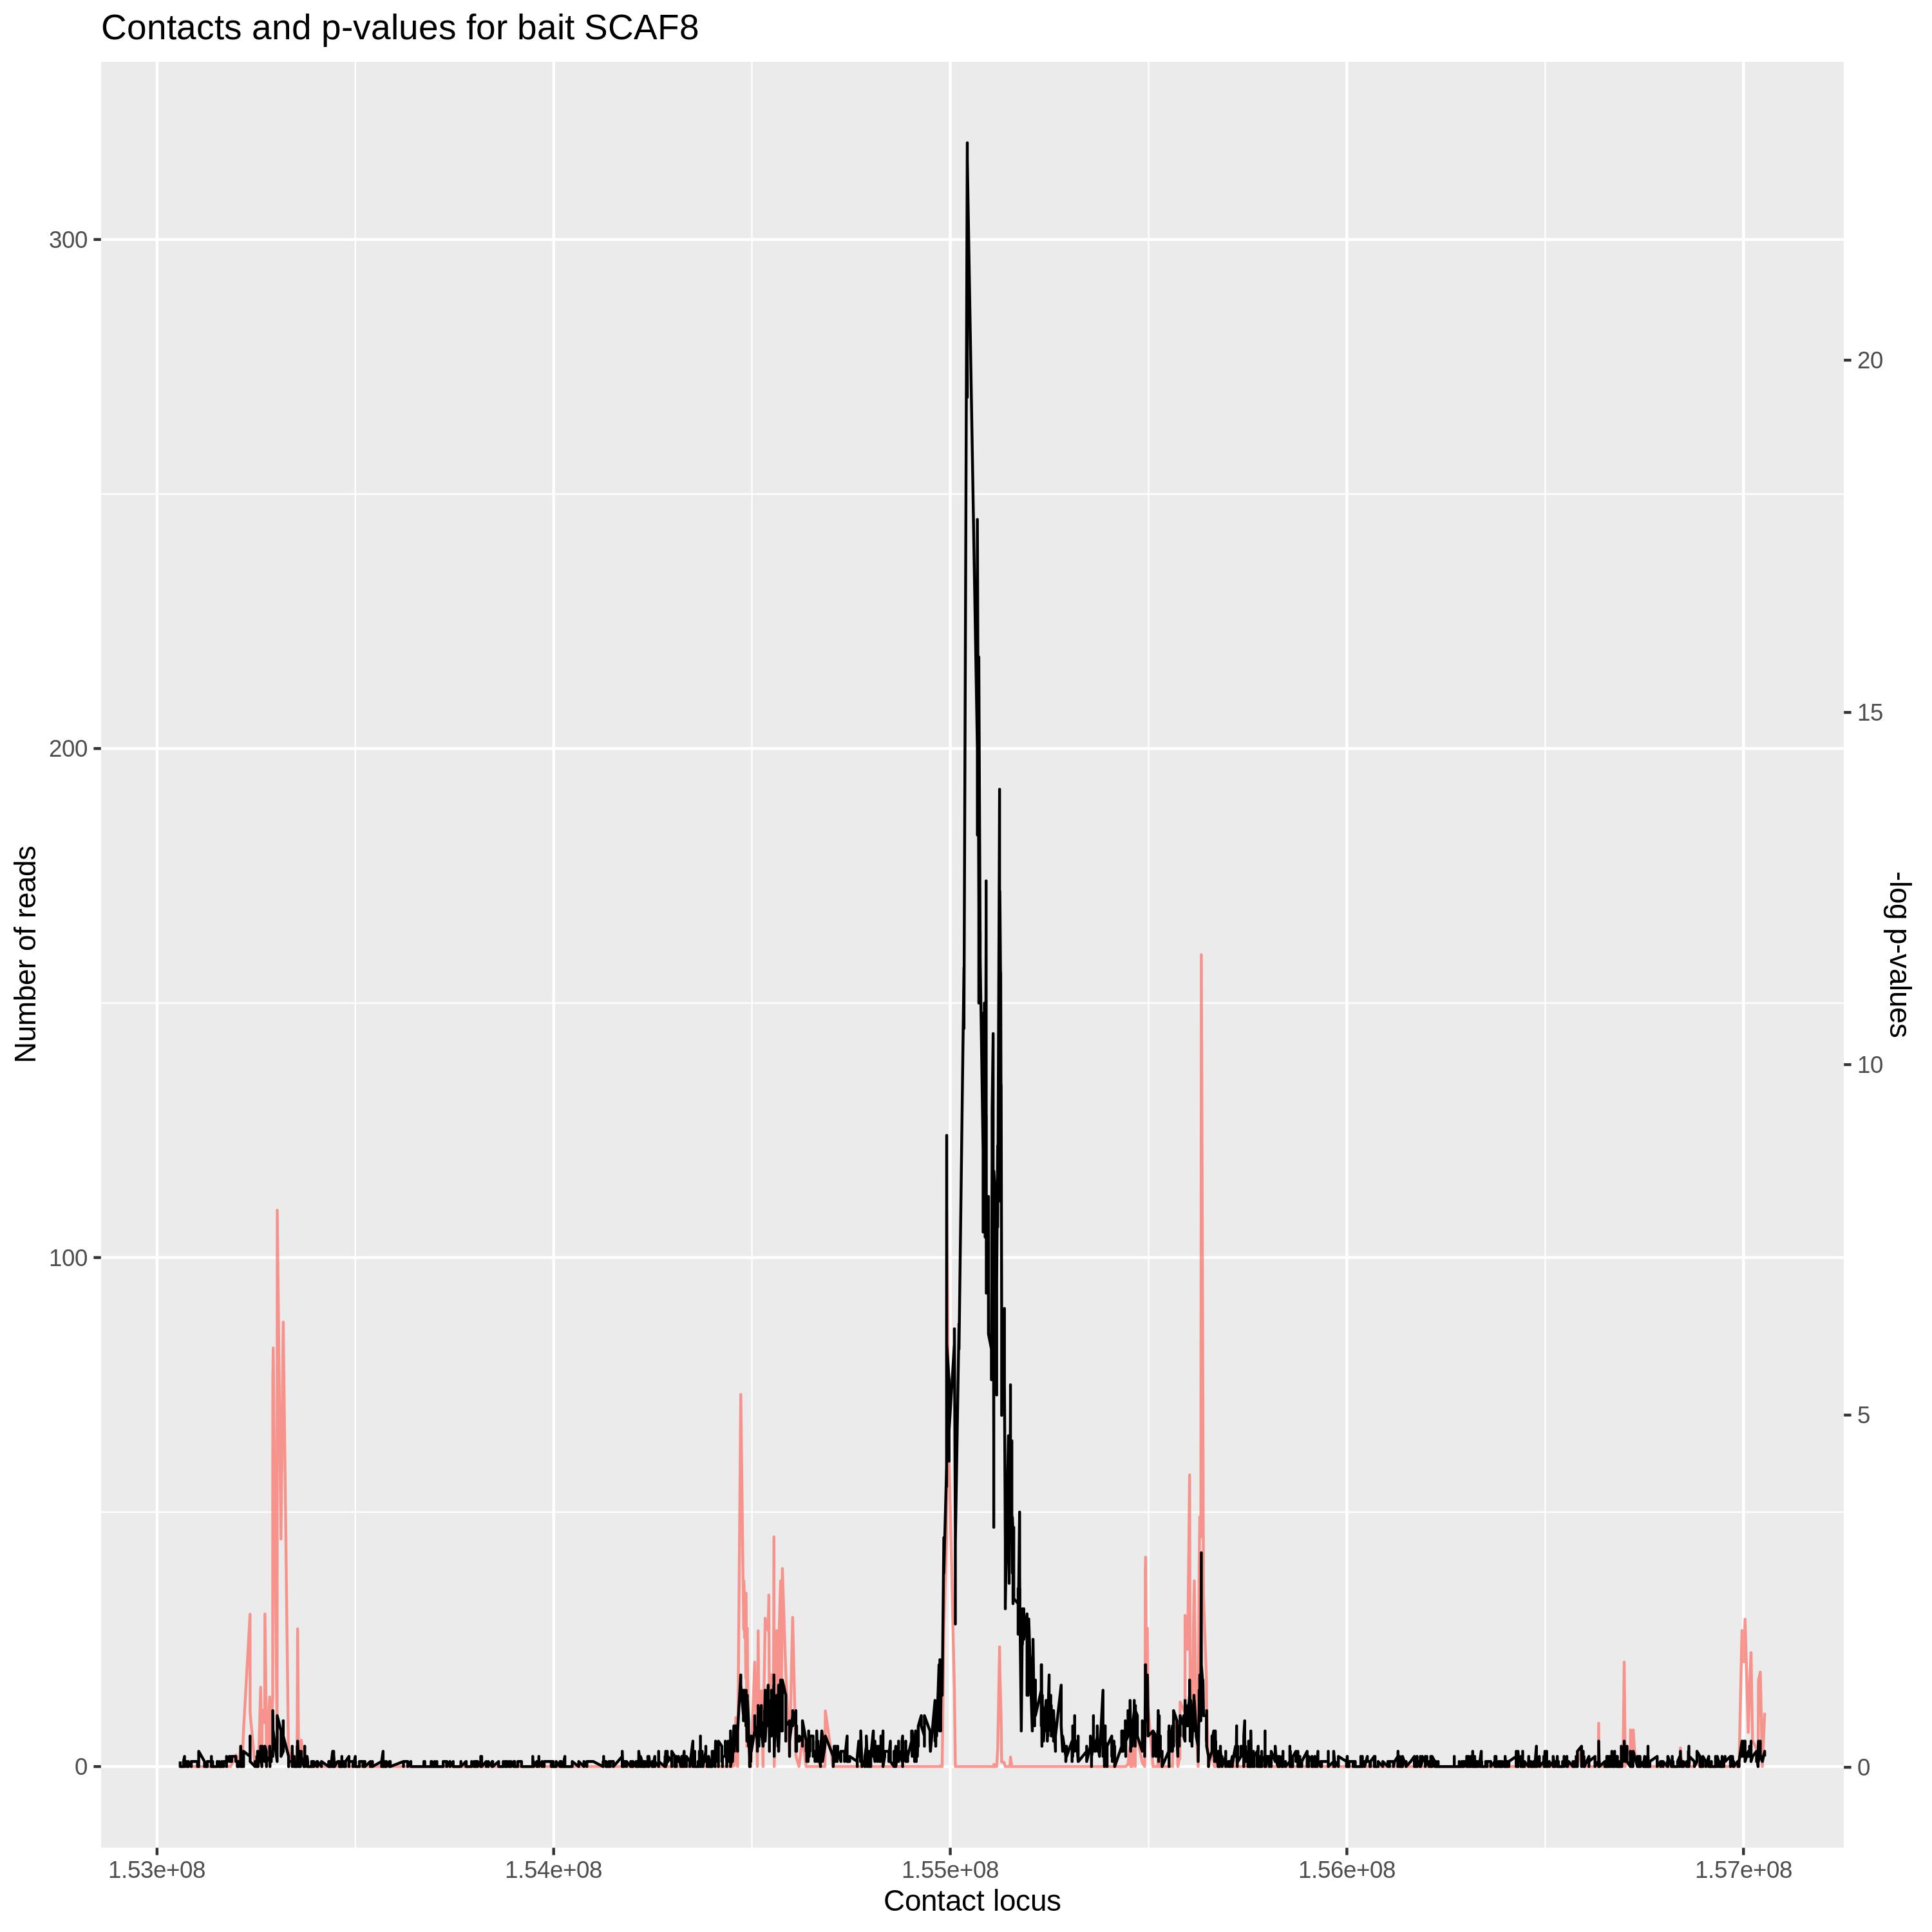 Contacts and p-values for bait SCAF8
300
200
100
0
Number of reads
20
15
10
5
0
-log p-values
1.53e+08 1.54e+08 1.55e+08 1.56e+08 1.57e+08
Contact locus